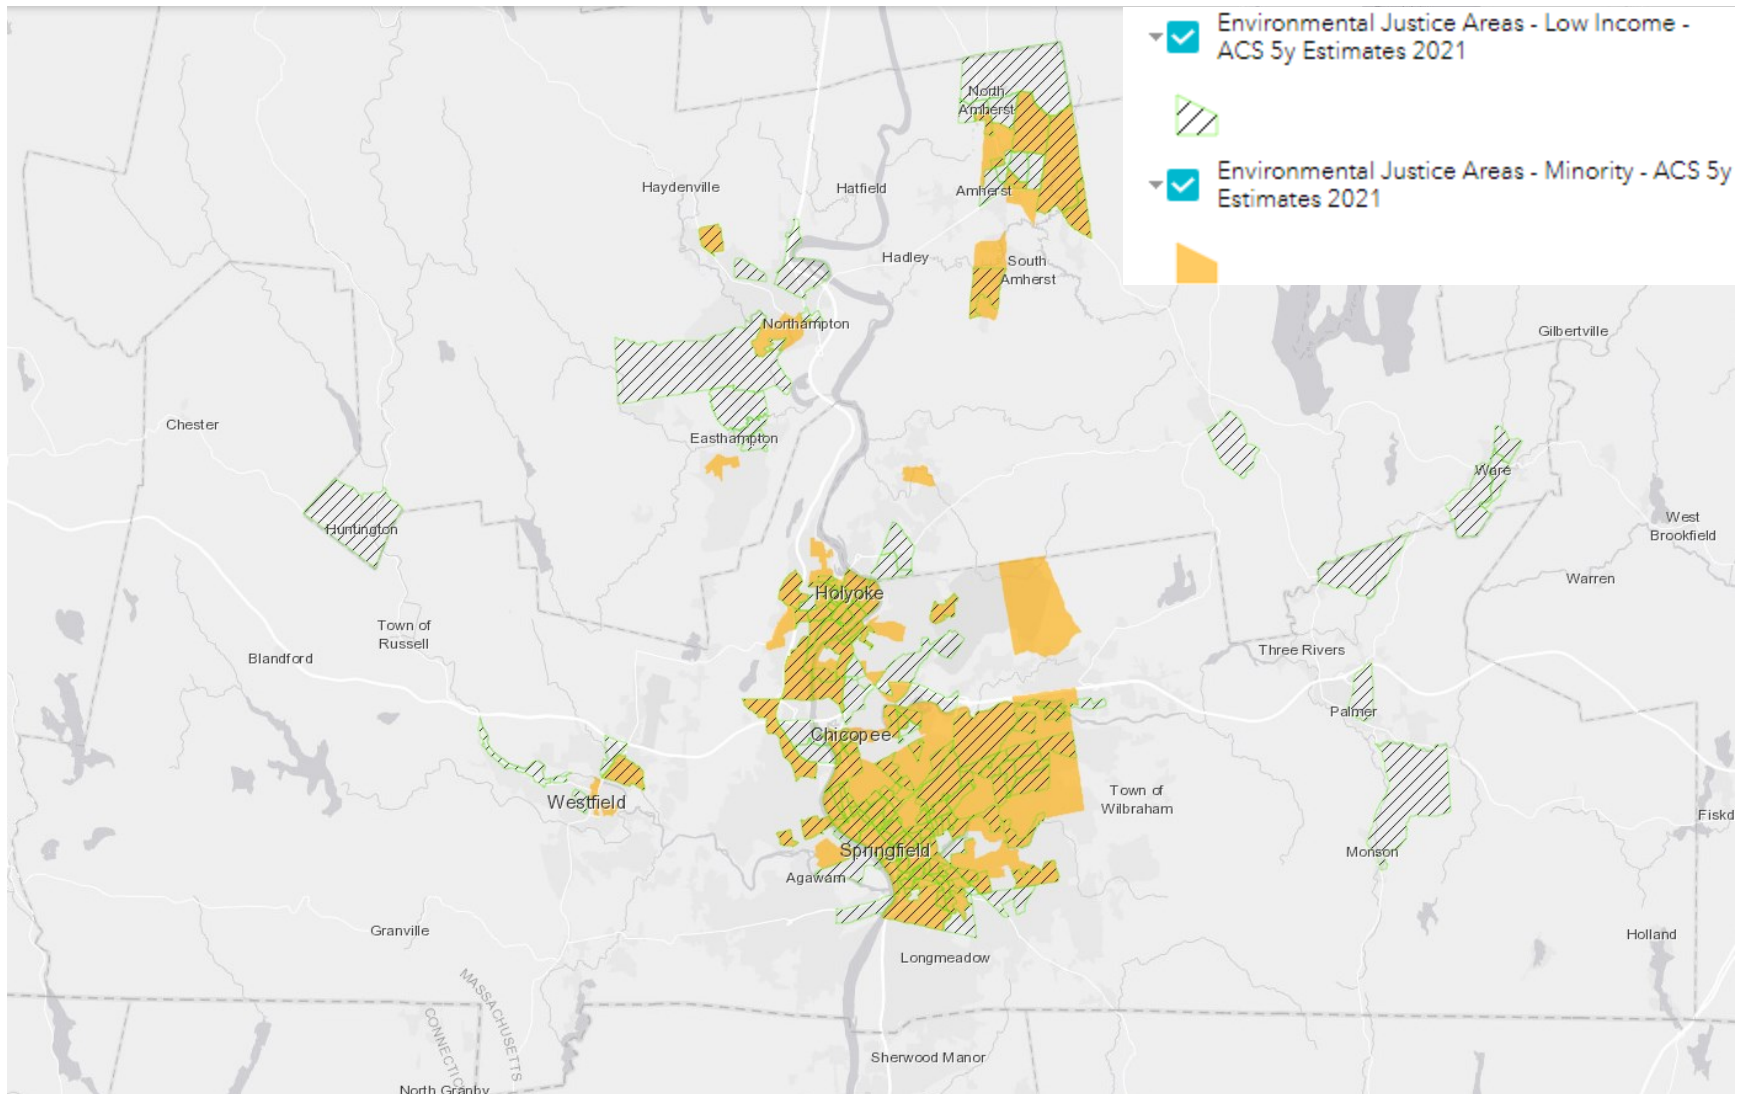 Environmental Justice Areas - Low Income -
ACS 5y Estimates 2021
Environmental Justice Areas - Minority - ACS 5y
Estimates 2021
North
Amherst
Haydenville
Hatfield
Amherst
Hadley
South
Amherst
Northampton
Gilbertville
Chester
Easthampton
Ware
Huntington
West
Brookfield
Warren
Holyoke
Town of
Russell
Blandford
Three Rivers
Palmer
Chicopee
Westfield
Town of
Wilbraham
Fiskd
Springfield
Monson
Agawam
Granville
Holland
Longmeadow
MASSACHUSETTS
CONNECTIC
Sherwood Manor
North Granby